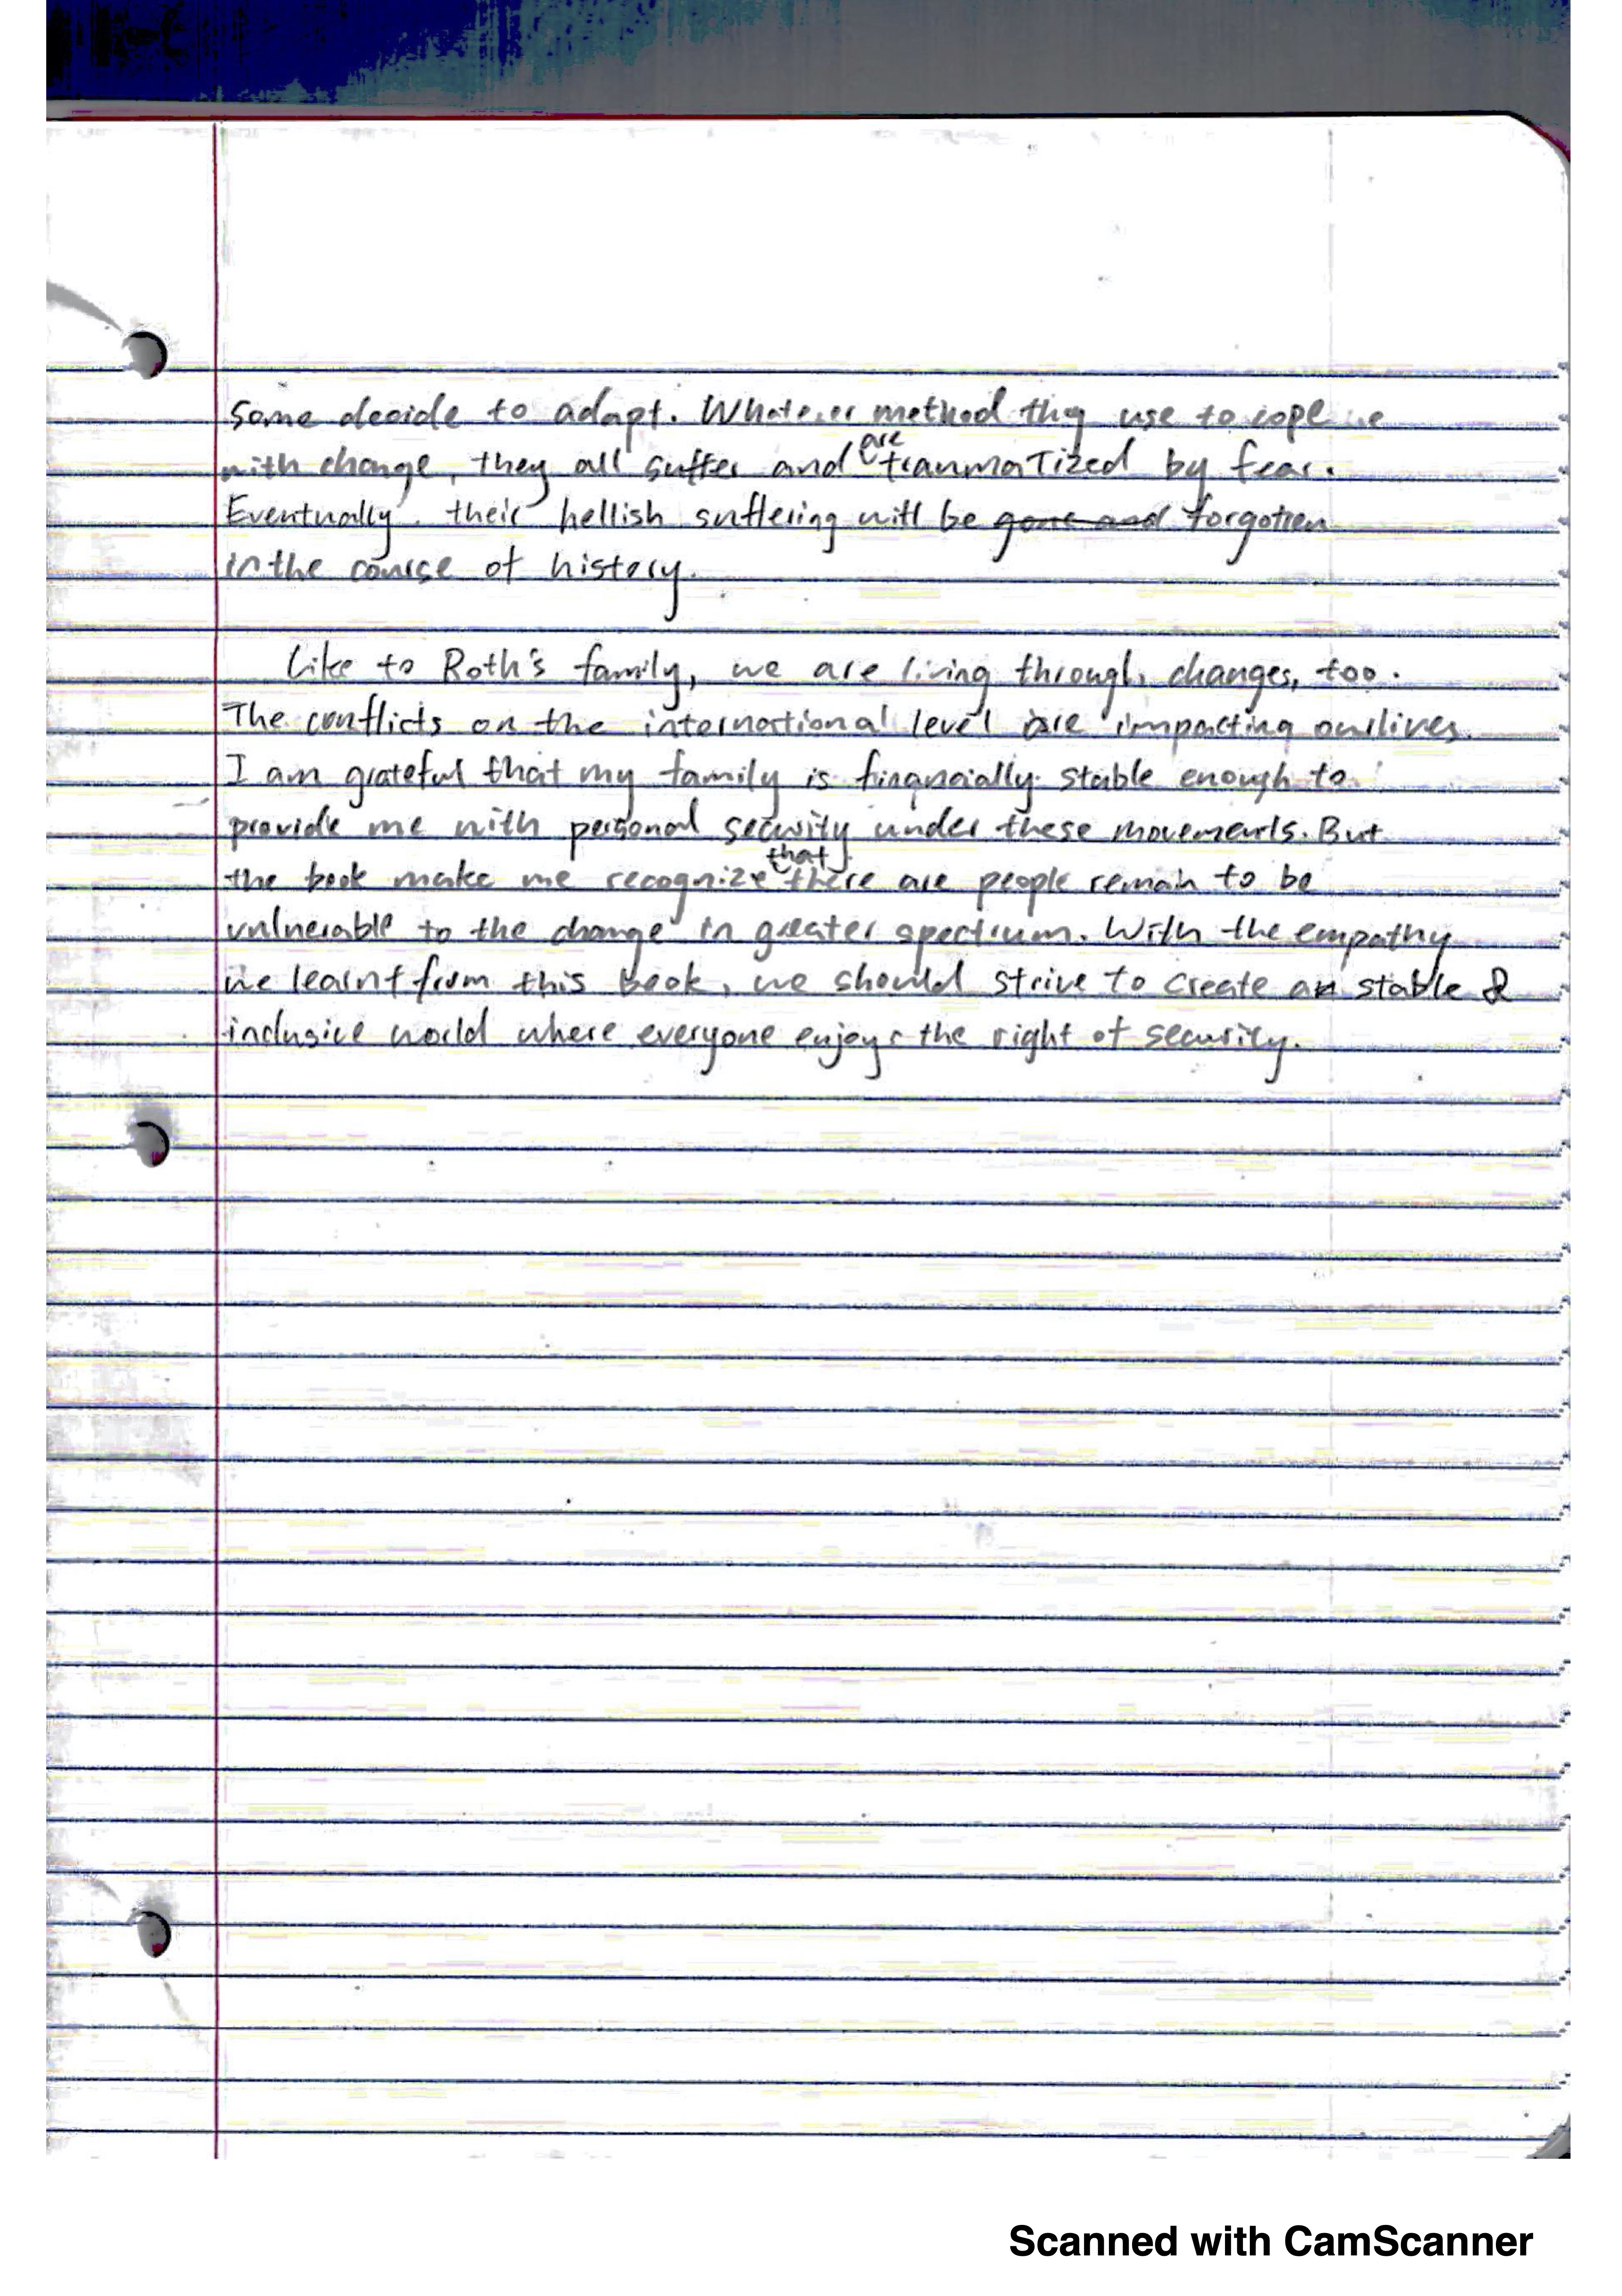 Some decide to adapt. Whatever method thy use to cope
with change, they all suffer and are traumatized by fear.
Eventually. their hellish suffering will be gone and forgotten
in the course of history.
Like to Roth's family, we are living through changes, too.
The conflicts on the international level are impacting our lives.
I am grateful that my family is financially stable enough to
provide me with personal security under these movements. But
the book make me recognize that there are people remain to be
vulnerable to the change in greater spectrum. With the empathy
we learnt from this book, we should strive to create a stable &
inclusive world where everyone enjoys the right of security.
Scanned with CamScanner